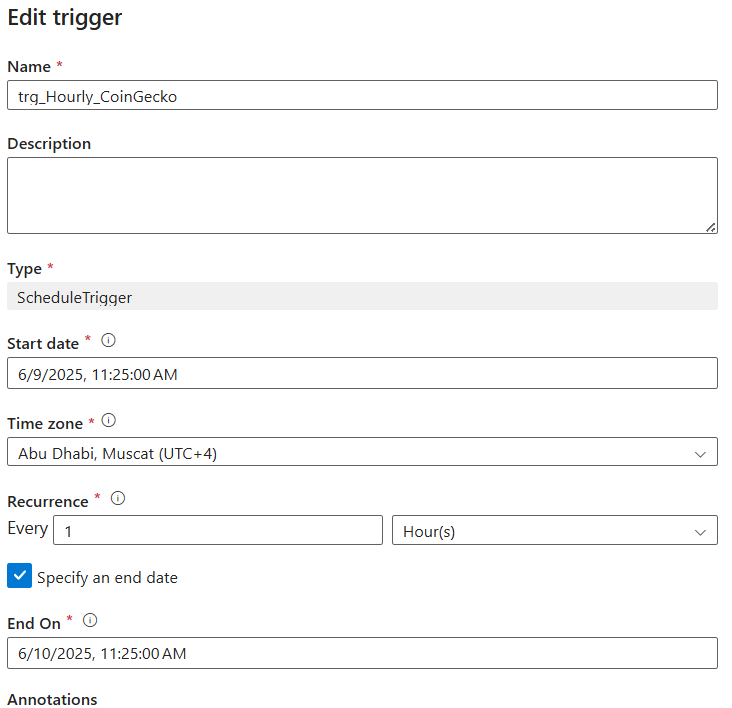 Edit trigger
Name *
trg_Hourly_CoinGecko
Description
Type *
ScheduleTrigger
Start date *
6/9/2025, 11:25:00 AM
Time zone *
Abu Dhabi, Muscat (UTC+4)
Recurrence *
Every 1 Hour(s)
Specify an end date
End On *
6/10/2025, 11:25:00 AM
Annotations